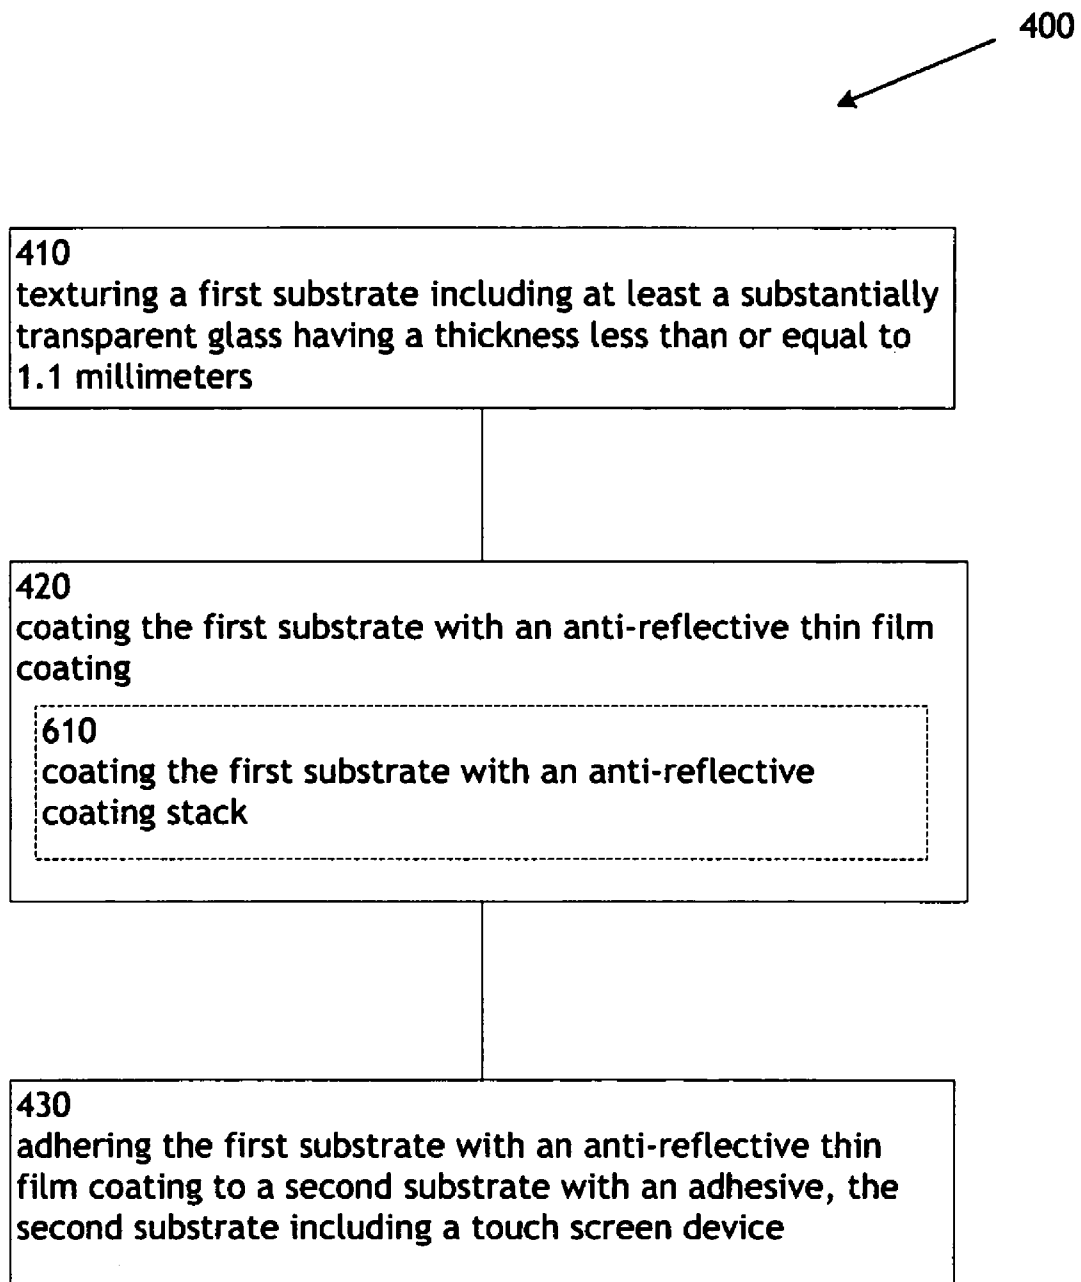 400
410
texturing a first substrate including at least a substantially
transparent glass having a thickness less than or equal to
1.1 millimeters
420
coating the first substrate with an anti-reflective thin film
coating
610
coating the first substrate with an anti-reflective
coating stack
430
adhering the first substrate with an anti-reflective thin
film coating to a second substrate with an adhesive, the
second substrate including a touch screen device